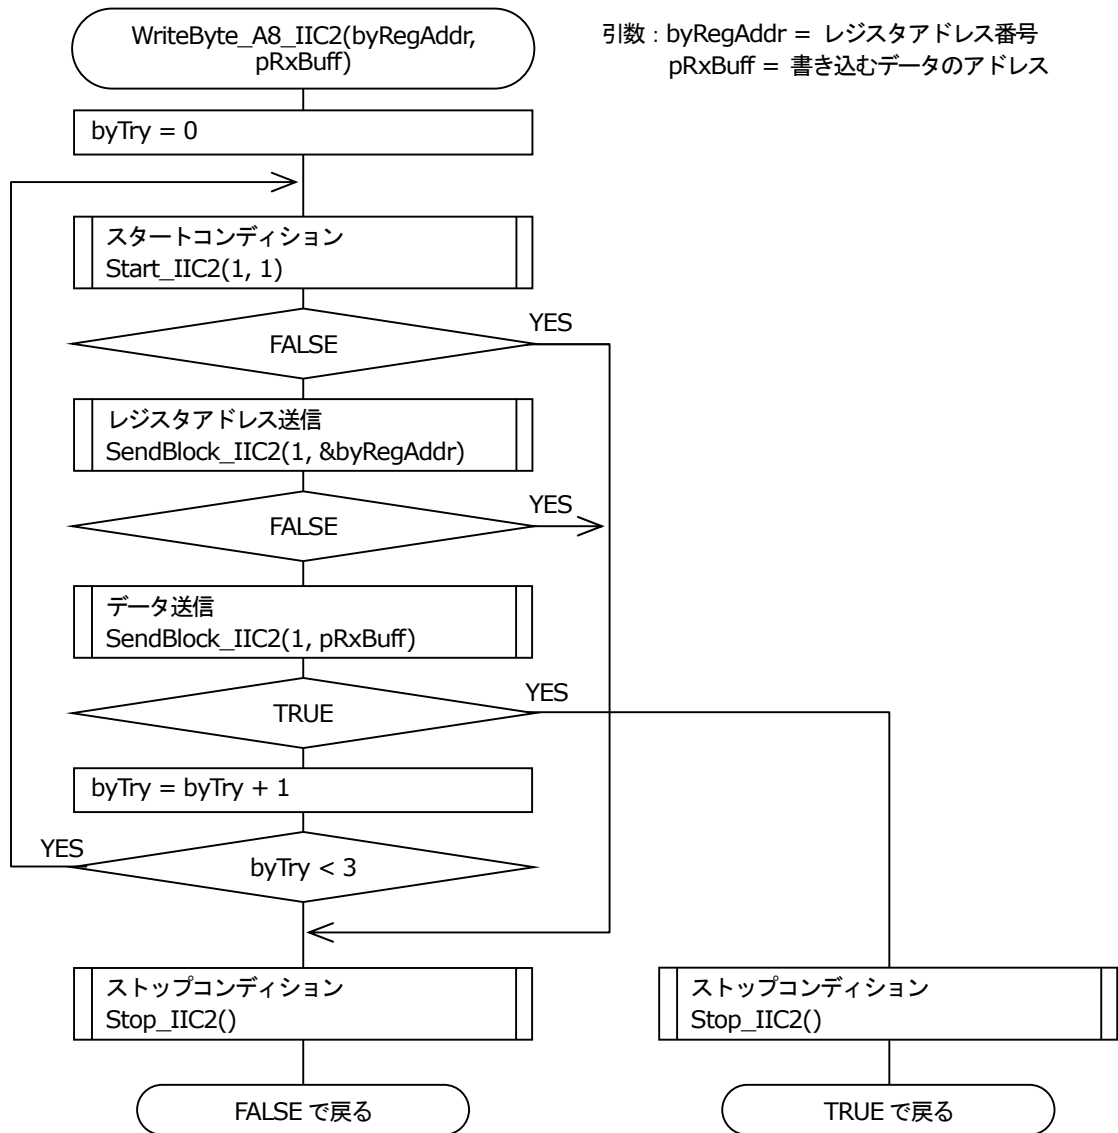 WriteByte_A8_IIC2(byRegAddr,
pRxBuff)
引数：byRegAddr = レジスタアドレス番号
pRxBuff = 書き込むデータのアドレス
byTry = 0
スタートコンディション
Start_IIC2(1, 1)
FALSE
YES
レジスタアドレス送信
SendBlock_IIC2(1, &byRegAddr)
FALSE
YES
データ送信
SendBlock_IIC2(1, pRxBuff)
TRUE
YES
byTry = byTry + 1
YES
byTry < 3
ストップコンディション
Stop_IIC2()
ストップコンディション
Stop_IIC2()
FALSE で戻る
TRUE で戻る